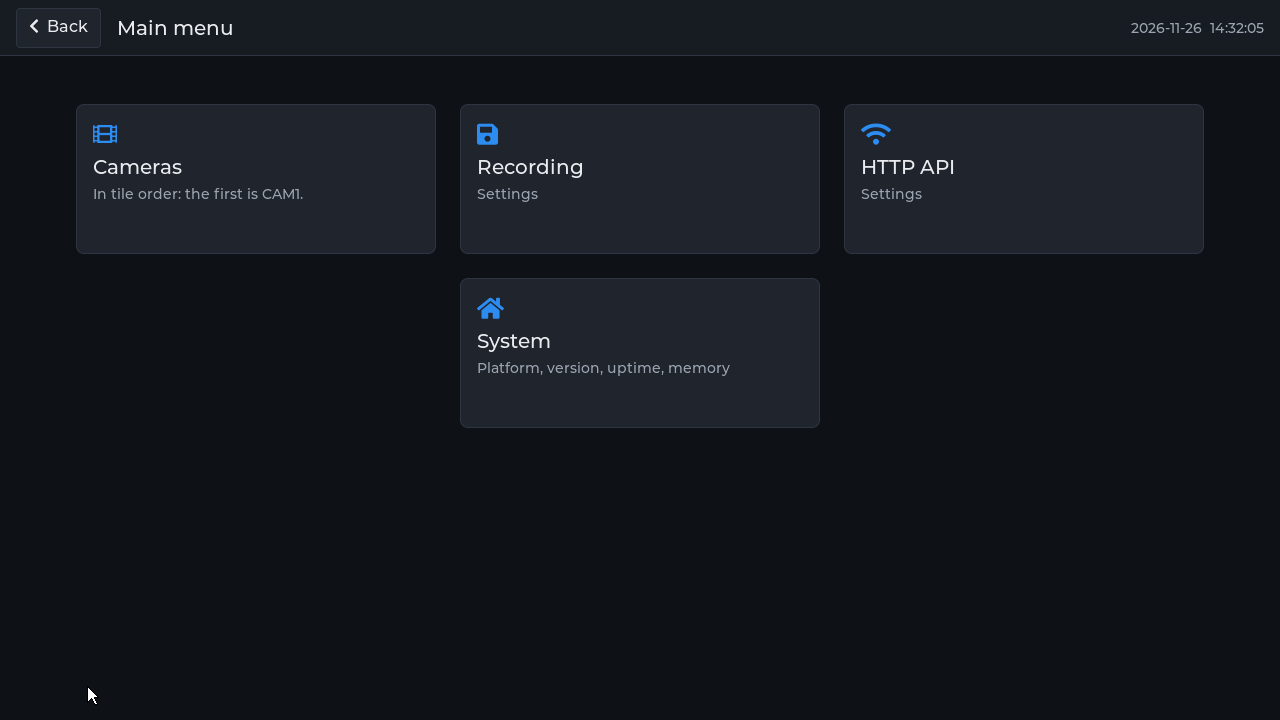 Back
Main menu
2026-11-26 14:32:05
Cameras
In tile order: the first is CAM1.
Recording
Settings
HTTP API
Settings
System
Platform, version, uptime, memory